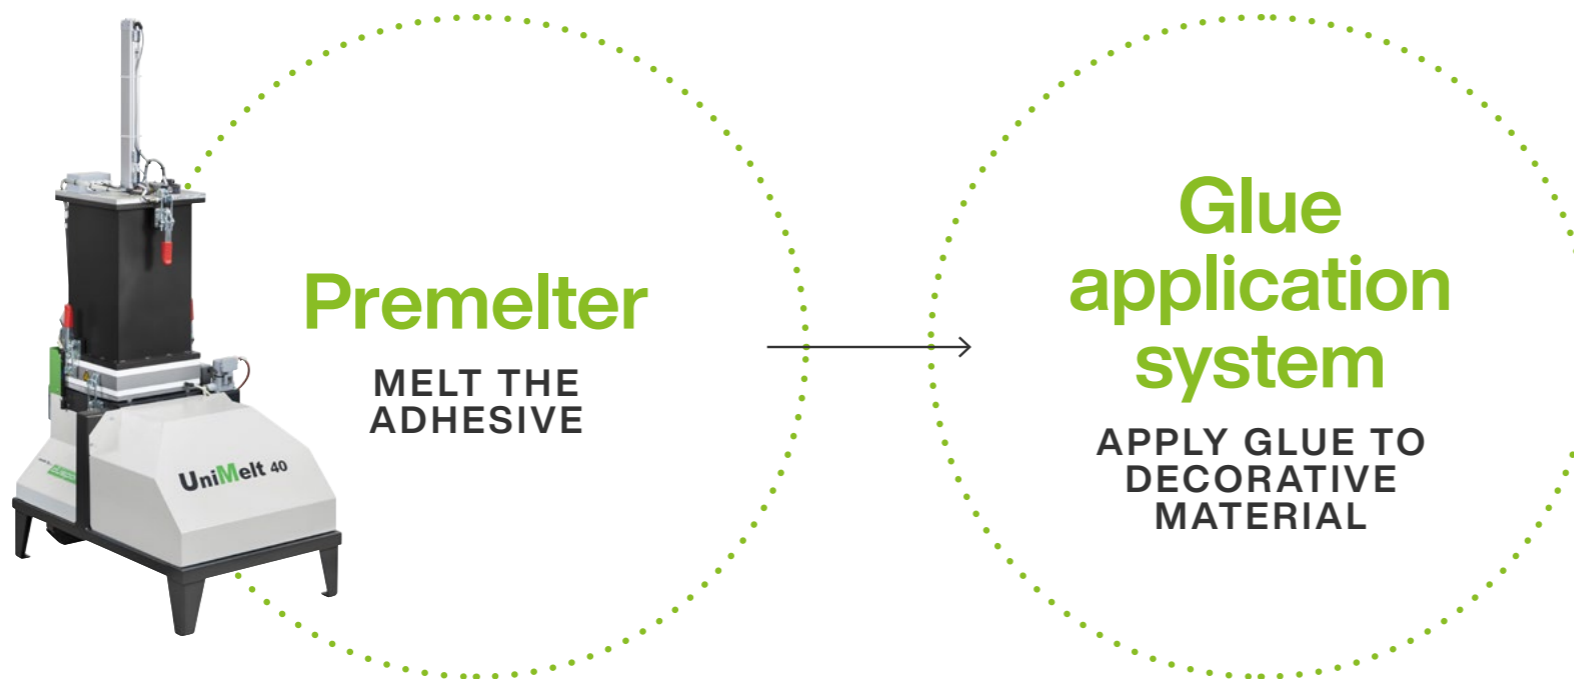 Premelter
MELT THE
ADHESIVE
UniMelt 40
Glue
application
system
APPLY GLUE TO
DECORATIVE
MATERIAL